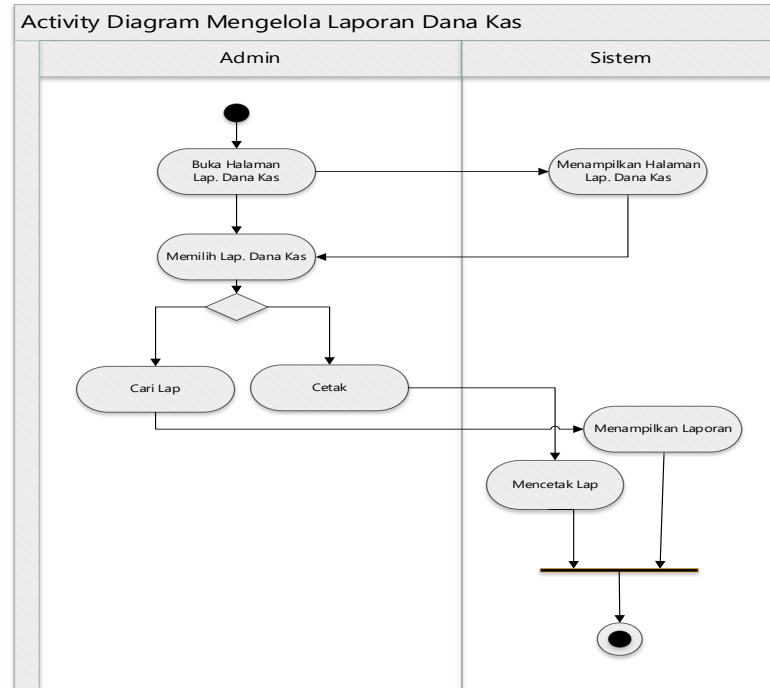 Activity Diagram Mengelola Laporan Dana Kas
Admin
Sistem
Buka Halaman
Lap. Dana Kas
Menampilkan Halaman
Lap. Dana Kas
Memilih Lap. Dana Kas
Cari Lap
Cetak
Menampilkan Laporan
Mencetak Lap